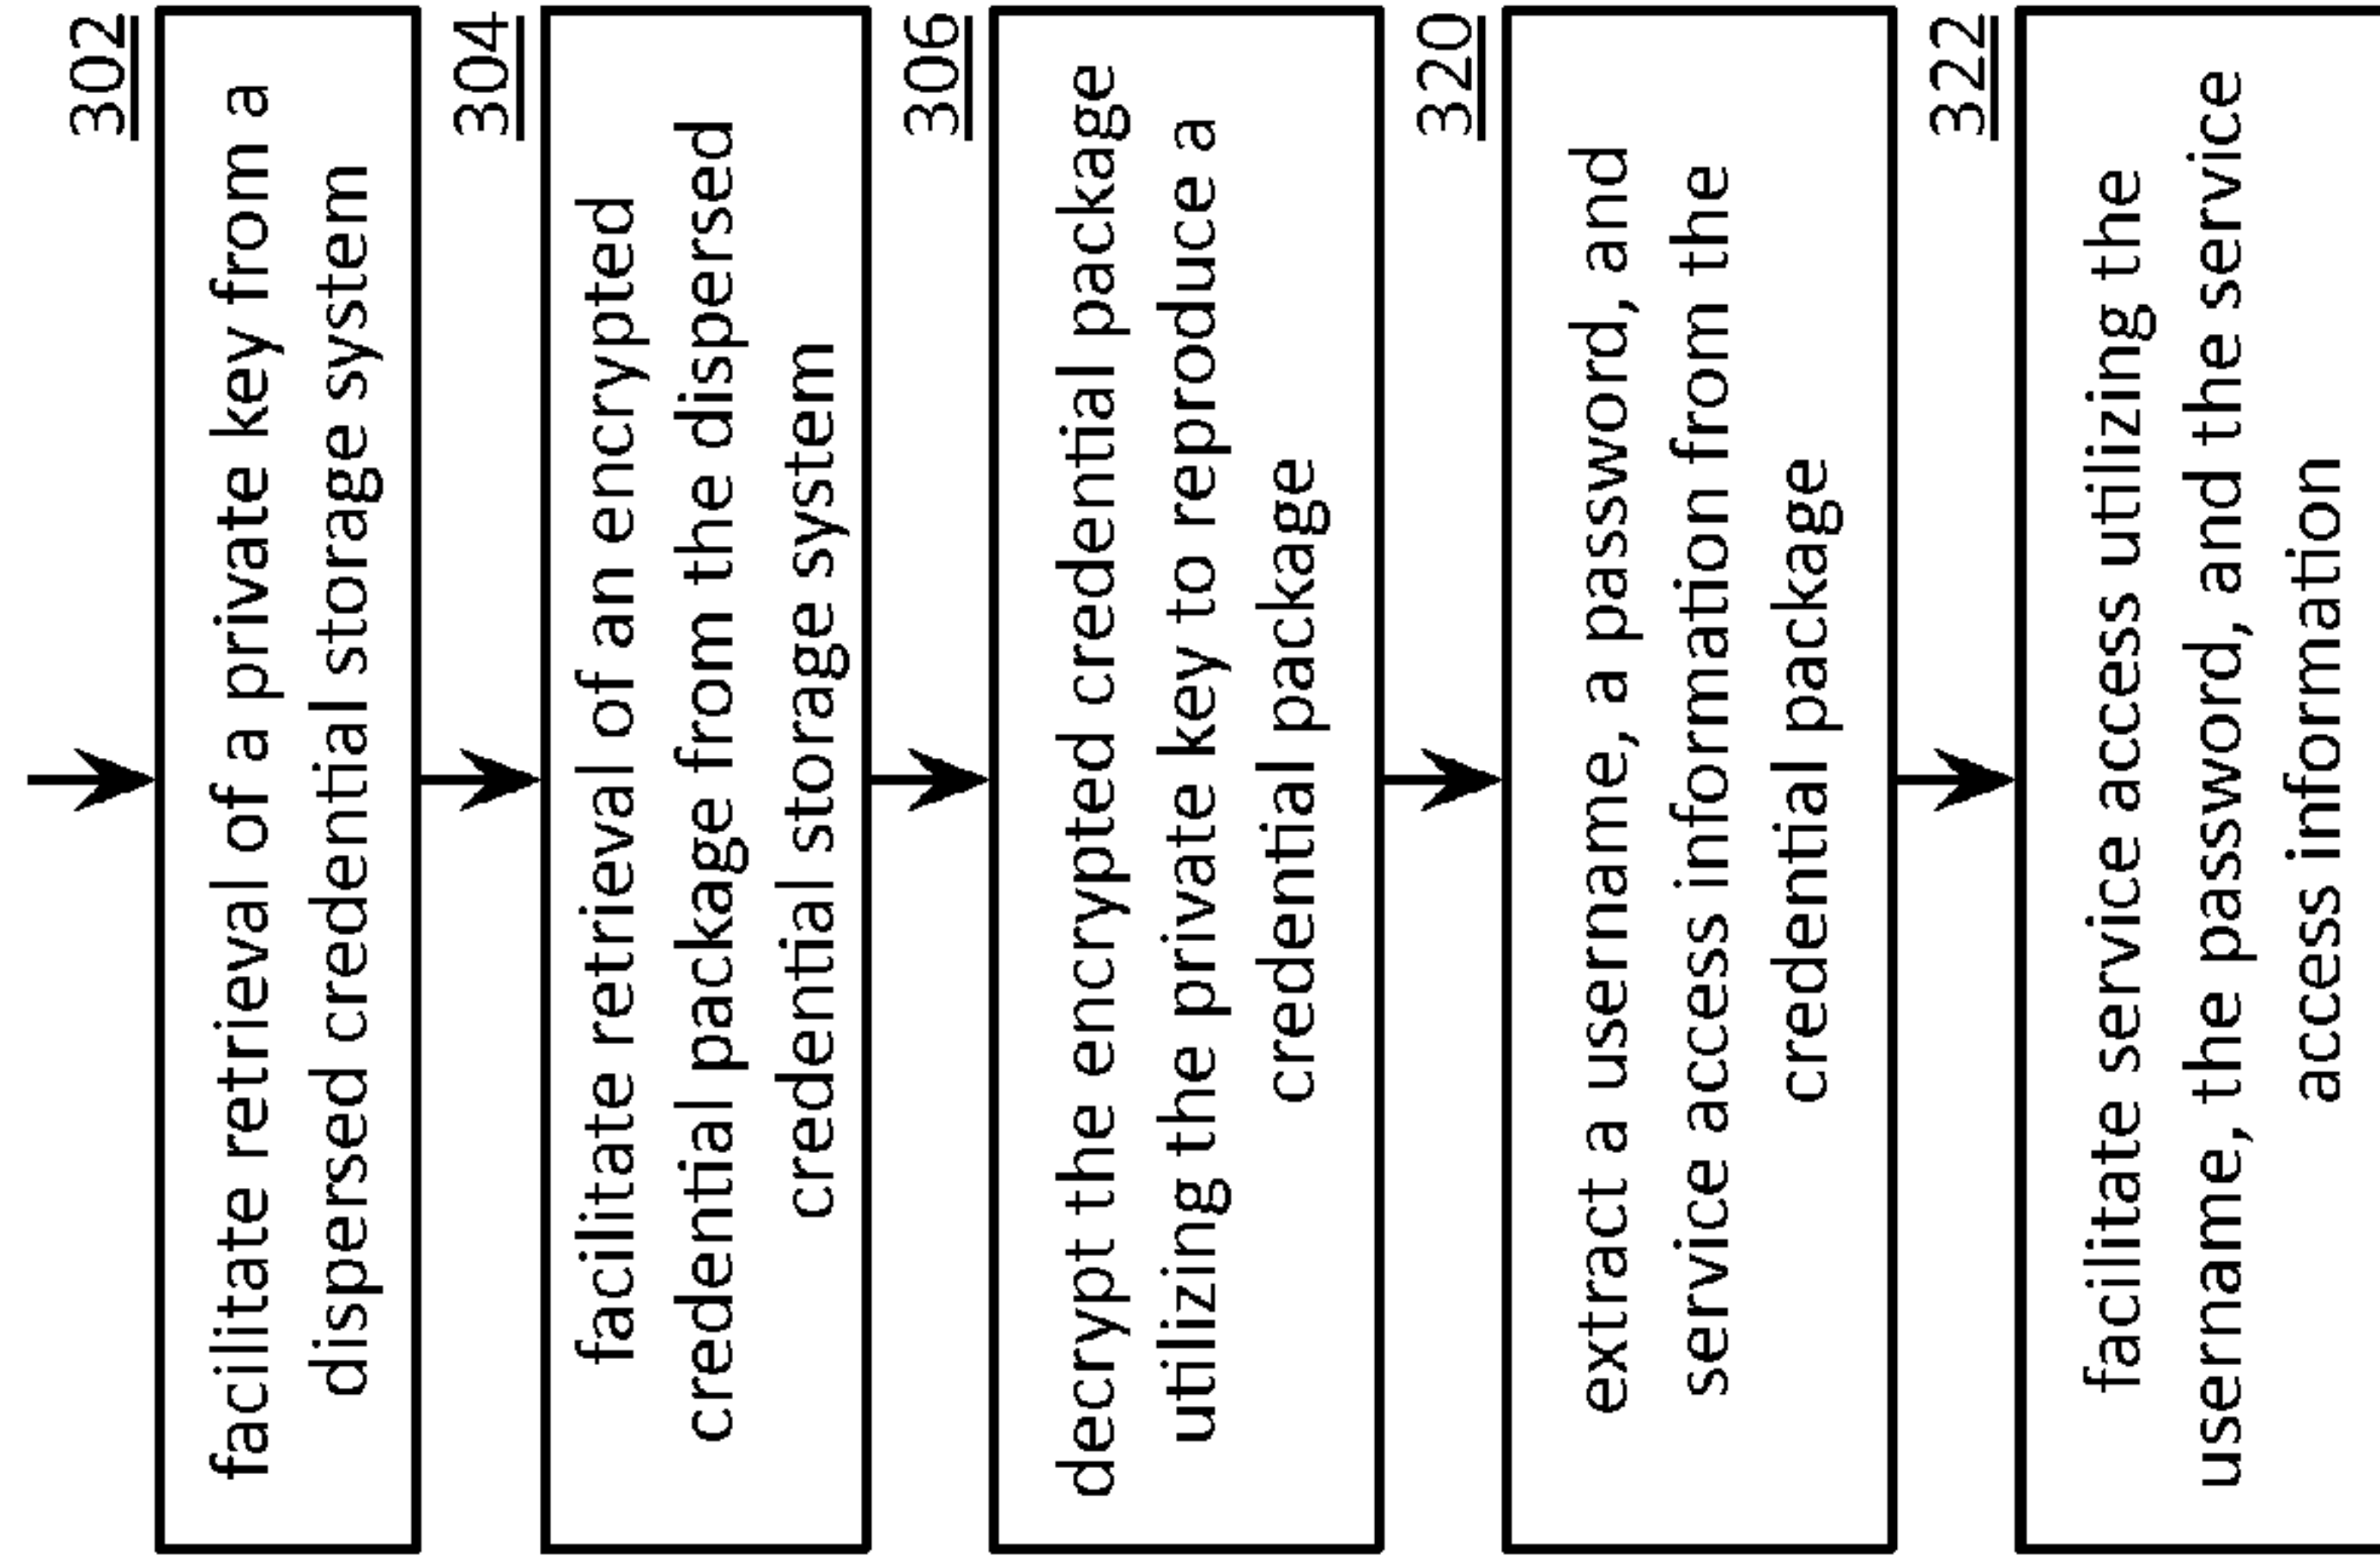 302
facilitate retrieval of a private key from a
dispersed credential storage system
304
facilitate retrieval of an encrypted
credential package from the dispersed
credential storage system
306
decrypt the encrypted credential package
utilizing the private key to reproduce a
credential package
320
extract a username, a password, and
service access information from the
credential package
322
facilitate service access utilizing the
username, the password, and the service
access information